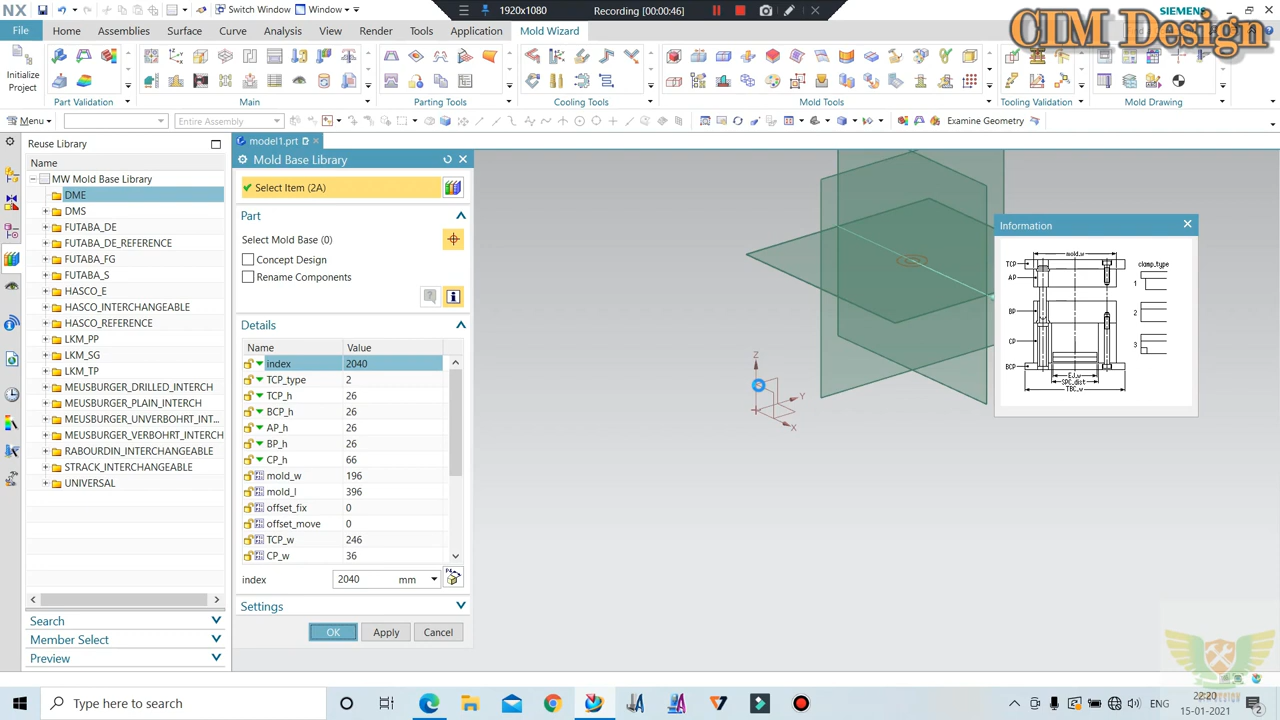 NX
Switch Window
Window
1920x1080
Recording [00:00:46]
SIEMENS
CIM Design
File
Home
Assemblies
Surface
Curve
Analysis
View
Render
Tools
Application
Mold Wizard
Initialize
Project
Part Validation
Main
Parting Tools
Cooling Tools
Mold Tools
Tooling Validation
Mold Drawing
Menu
Entire Assembly
Examine Geometry
Reuse Library
Name
MW Mold Base Library
DME
DMS
FUTABA_DE
FUTABA_DE_REFERENCE
FUTABA_FG
FUTABA_S
HASCO_E
HASCO_INTERCHANGEABLE
HASCO_REFERENCE
LKM_PP
LKM_SG
LKM_TP
MEUSBURGER_DRILLED_INTERCH
MEUSBURGER_PLAIN_INTERCH
MEUSBURGER_UNVERBOHRT_INT...
MEUSBURGER_VERBOHRT_INTERCH
RABOURDIN_INTERCHANGEABLE
STRACK_INTERCHANGEABLE
UNIVERSAL
Search
Member Select
Preview
model1.prt
Mold Base Library
Select Item (2A)
Part
Select Mold Base (0)
Concept Design
Rename Components
Details
Name Value
index 2040
TCP_type 2
TCP_h 26
BCP_h 26
AP_h 26
BP_h 26
CP_h 66
mold_w 196
mold_l 396
offset_fix 0
offset_move 0
TCP_w 246
CP_w 36
index 2040 mm
Settings
OK
Apply
Cancel
Z
Y
X
Information
mold_w
TCP
AP
BP
CP
BCP
EJ_w
SPC_dist
TBC_w
clamp_type
1
2
3
Type here to search
ENG
22:20
15-01-2021
2